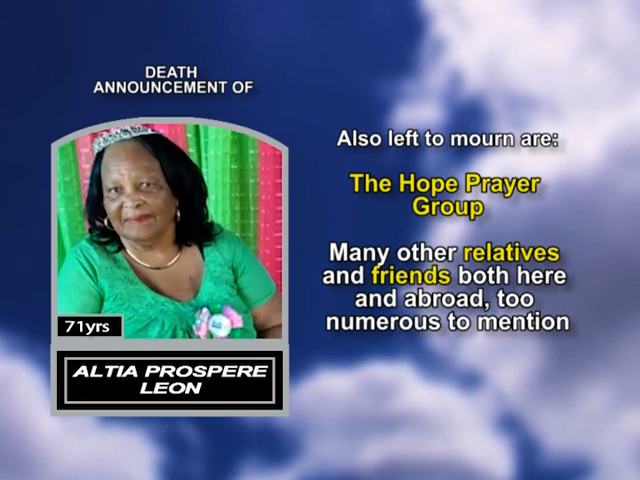 DEATH
ANNOUNCEMENT OF
71yrs
ALTIA PROSPERE
LEON
Also left to mourn are:
The Hope Prayer
Group
Many other relatives
and friends both here
and abroad, too
numerous to mention